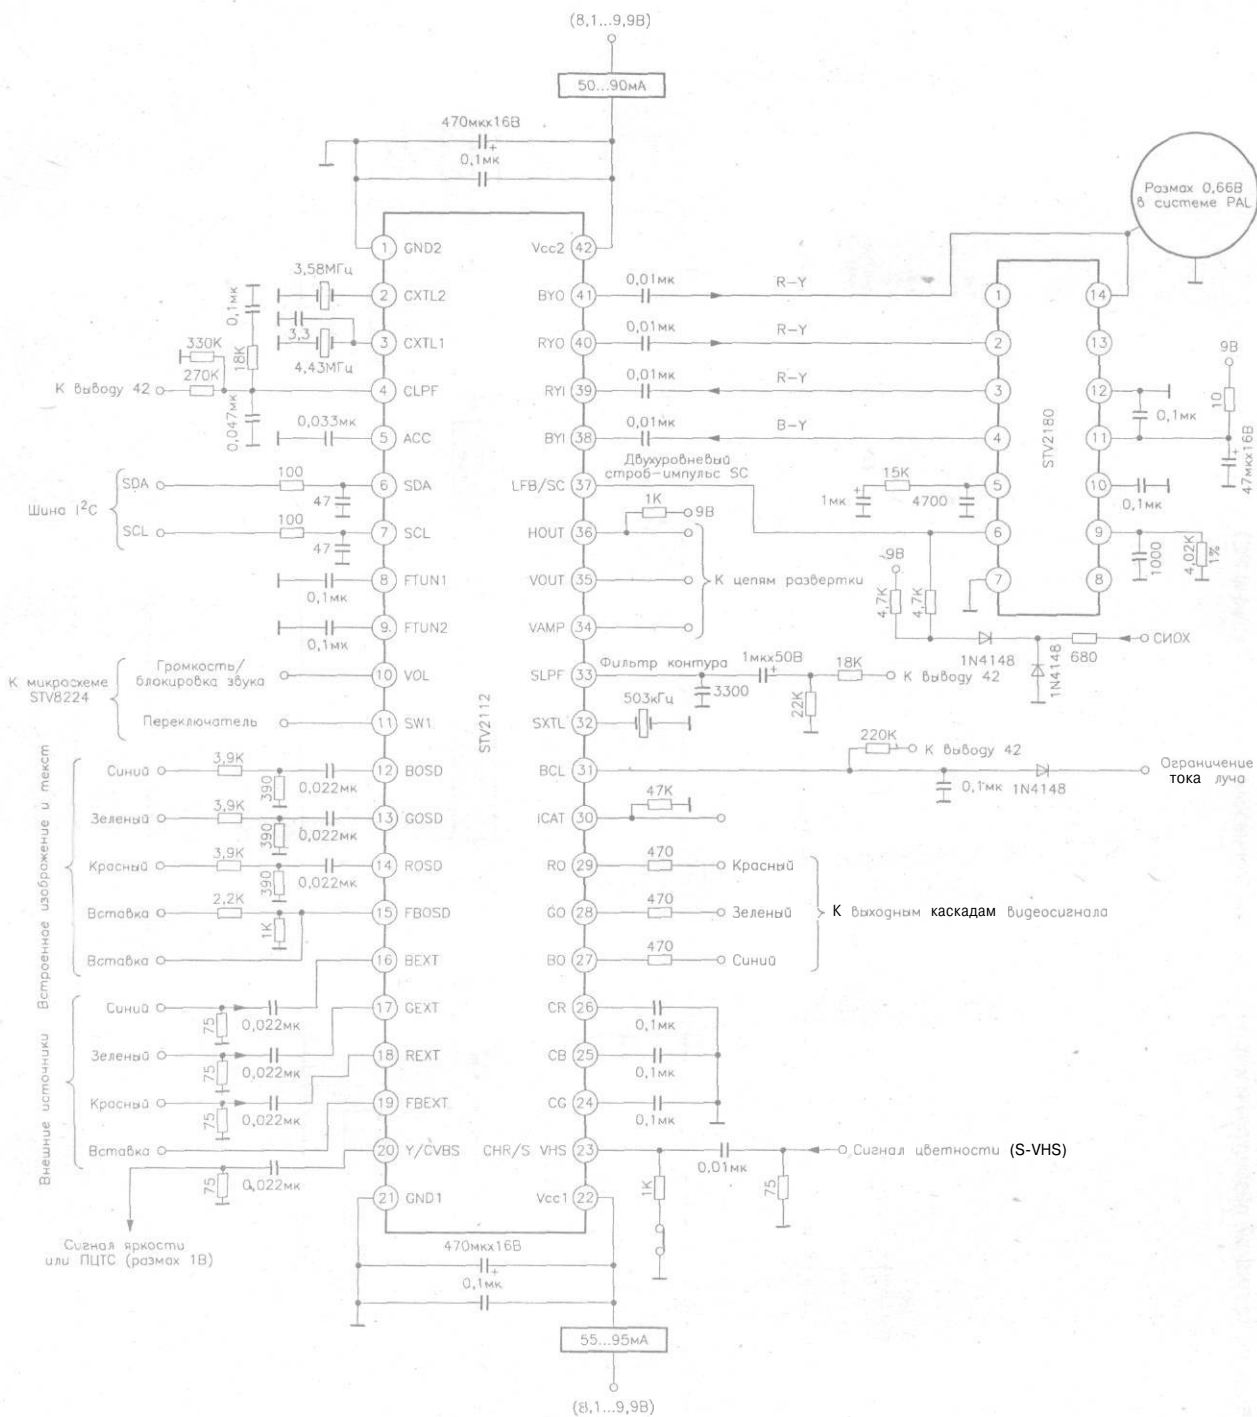 (8,1...9,9В)
50...90мА
470мкх16В
+
0,1мк
Размах 0,66В
в системе PAL
1 GND2
Vcc2 42
3,58МГц
2 CXTL2
BYO 41
0,01мк
R-Y
1
14
0,1мк
3,3
3 CXTL1
4,43МГц
RYO 40
0,01мк
R-Y
2
13
330К
18К
9В
К выводу 42
270К
4 CLPF
RYI 39
0,01мк
R-Y
3
12
0,1мк
10
0,047мк
0,033мк
5 ACC
BYI 38
0,01мк
B-Y
4
11
+
47мкх16В
STV2180
Двухуровневый
строб-импульс SC
Шина I²C
SDA
100
47
6 SDA
LFB/SC 37
15К
1мк
+
4700
5
10
0,1мк
SCL
100
47
7 SCL
HOUT 36
1К
9В
6
9
1000
4,02К
1%
0,1мк
8 FTUN1
VOUT 35
К цепям развертки
9В
4,7К
4,7К
7
8
0,1мк
9 FTUN2
VAMP 34
1N4148
1N4148
680
СИОХ
К микросхеме
STV8224
Громкость/
блокировка звука
10 VOL
SLPF 33
Фильтр контура
3300
1мкх50В
+
22К
18К
К выводу 42
Переключатель
11 SW1
STV2112
SXTL 32
503кГц
Встроенное изображение и текст
Синий
3,9К
390
0,022мк
12 BOSD
BCL 31
220К
К выводу 42
0,1мк
1N4148
Ограничение
тока луча
Зеленый
3,9К
390
0,022мк
13 GOSD
iCAT 30
47К
Красный
3,9К
390
0,022мк
14 ROSD
RO 29
470
Красный
Вставка
2,2К
1К
15 FBOSD
GO 28
470
Зеленый
К выходным каскадам видеосигнала
Вставка
16 BEXT
BO 27
470
Синий
Внешние источники
Синий
75
0,022мк
17 GEXT
CR 26
0,1мк
Зеленый
75
0,022мк
18 REXT
CB 25
0,1мк
Красный
75
0,022мк
19 FBEXT
CG 24
0,1мк
Вставка
75
0,022мк
20 Y/CVBS
CHR/S VHS 23
1К
0,01мк
75
Сигнал цветности (S-VHS)
21 GND1
Vcc1 22
Сигнал яркости
или ПЦТС (размах 1В)
470мкх16В
+
0,1мк
55...95мА
(8,1...9,9В)